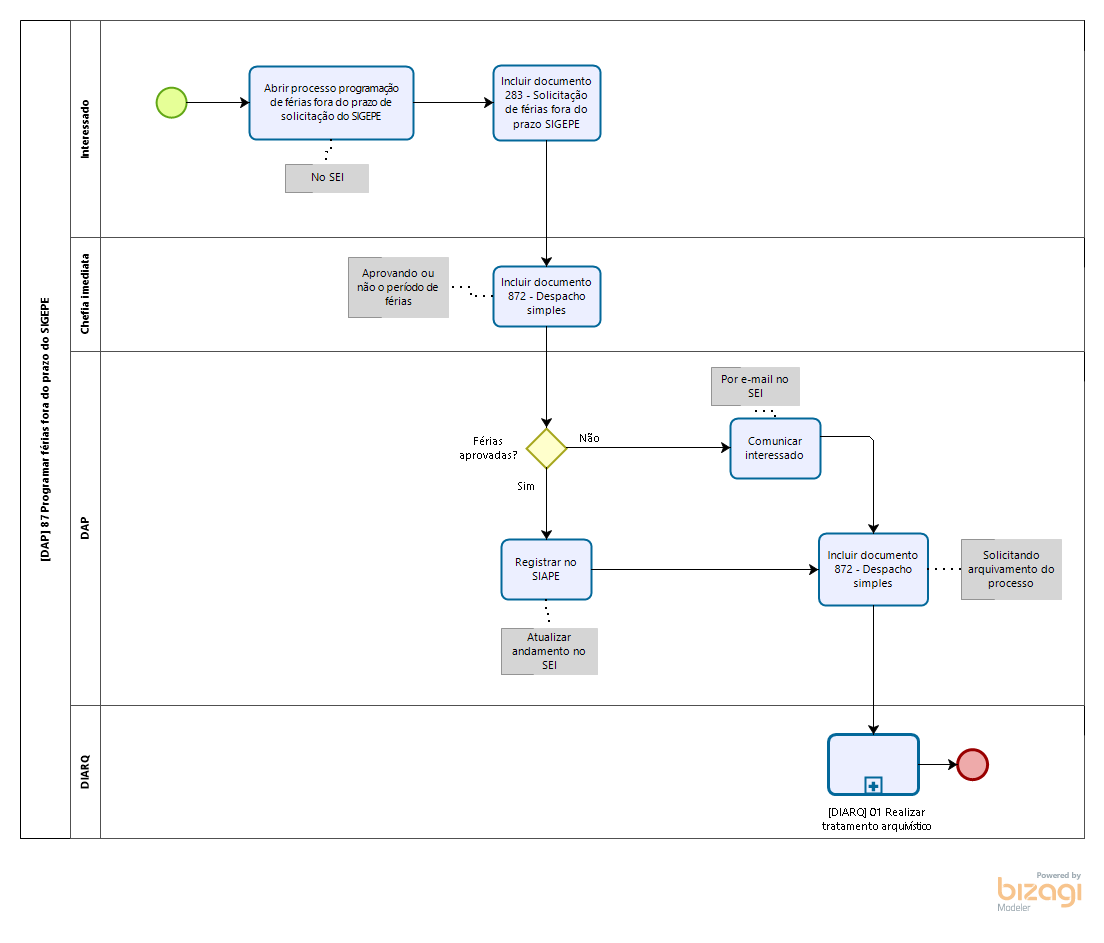 [DAP] 87 Programar férias fora do prazo do SIGEPE
Interessado
Abrir processo programação
de férias fora do prazo de
solicitação do SIGEPE
No SEI
Incluir documento
283 - Solicitação
de férias fora do
prazo SIGEPE
Chefia imediata
Aprovando ou
não o período de
férias
Incluir documento
872 - Despacho
simples
DAP
Férias
aprovadas?
Não
Sim
Por e-mail no
SEI
Comunicar
interessado
Registrar no
SIAPE
Atualizar
andamento no
SEI
Incluir documento
872 - Despacho
simples
Solicitando
arquivamento do
processo
DIARQ
[DIARQ] 01 Realizar
tratamento arquivístico
Powered by
bizagi
Modeler